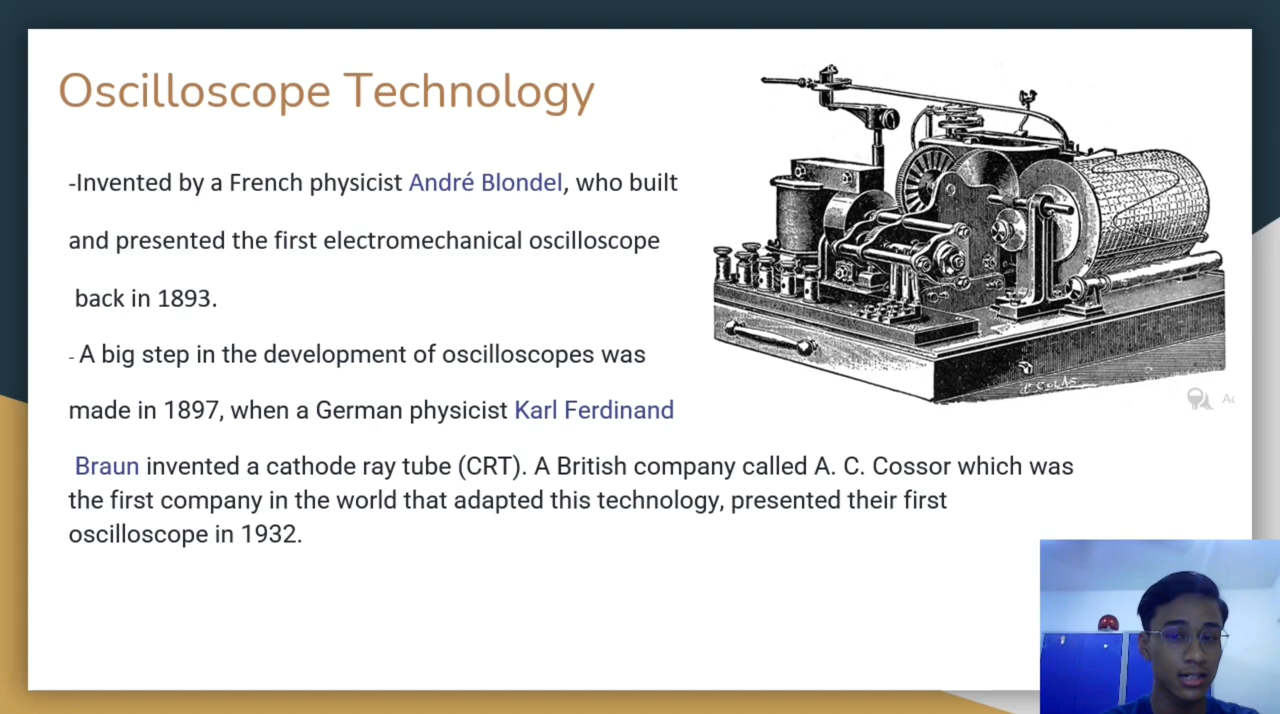 Oscilloscope Technology
-Invented by a French physicist André Blondel, who built
and presented the first electromechanical oscilloscope
back in 1893.
- A big step in the development of oscilloscopes was
made in 1897, when a German physicist Karl Ferdinand
Braun invented a cathode ray tube (CRT). A British company called A. C. Cossor which was
the first company in the world that adapted this technology, presented their first
oscilloscope in 1932.